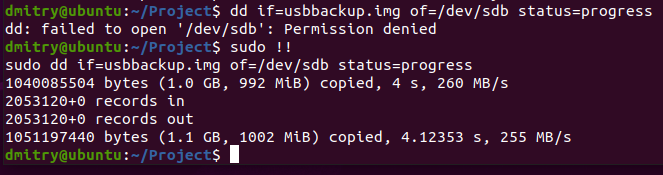 dmitry@ubuntu:~/Project$ dd if=usbbackup.img of=/dev/sdb status=progress
dd: failed to open '/dev/sdb': Permission denied
dmitry@ubuntu:~/Project$ sudo !!
sudo dd if=usbbackup.img of=/dev/sdb status=progress
1040085504 bytes (1.0 GB, 992 MiB) copied, 4 s, 260 MB/s
2053120+0 records in
2053120+0 records out
1051197440 bytes (1.1 GB, 1002 MiB) copied, 4.12353 s, 255 MB/s
dmitry@ubuntu:~/Project$